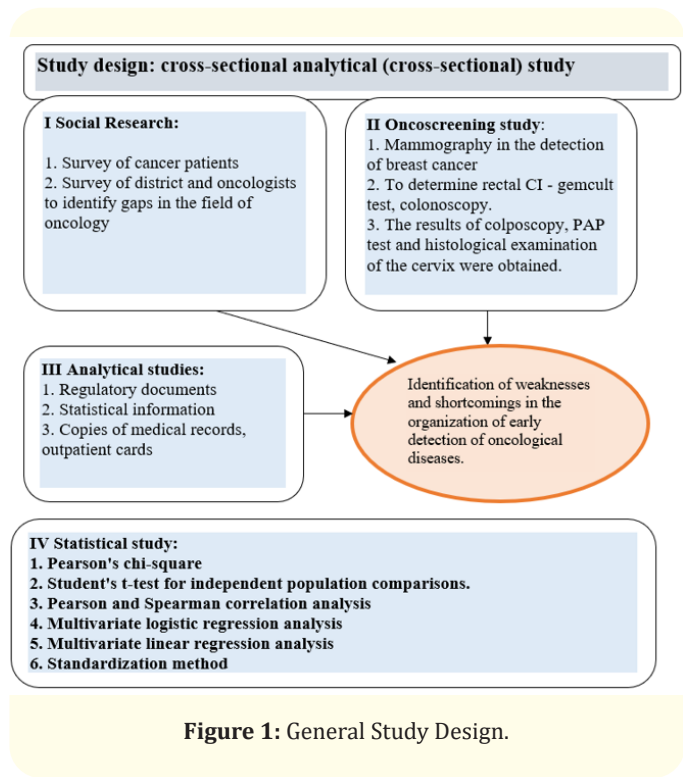 Study design: cross-sectional analytical (cross-sectional) study
I Social Research:
1. Survey of cancer patients
2. Survey of district and oncologists
to identify gaps in the field of
oncology
II Oncoscreening study:
1. Mammography in the detection
of breast cancer
2. To determine rectal CI - gemcult
test, colonoscopy.
3. The results of colposcopy, PAP
test and histological examination
of the cervix were obtained.
III Analytical studies:
1. Regulatory documents
2. Statistical information
3. Copies of medical records,
outpatient cards
Identification of weaknesses
and shortcomings in the
organization of early
detection of oncological
diseases.
IV Statistical study:
1. Pearson's chi-square
2. Student's t-test for independent population comparisons.
3. Pearson and Spearman correlation analysis
4. Multivariate logistic regression analysis
5. Multivariate linear regression analysis
6. Standardization method
Figure 1: General Study Design.